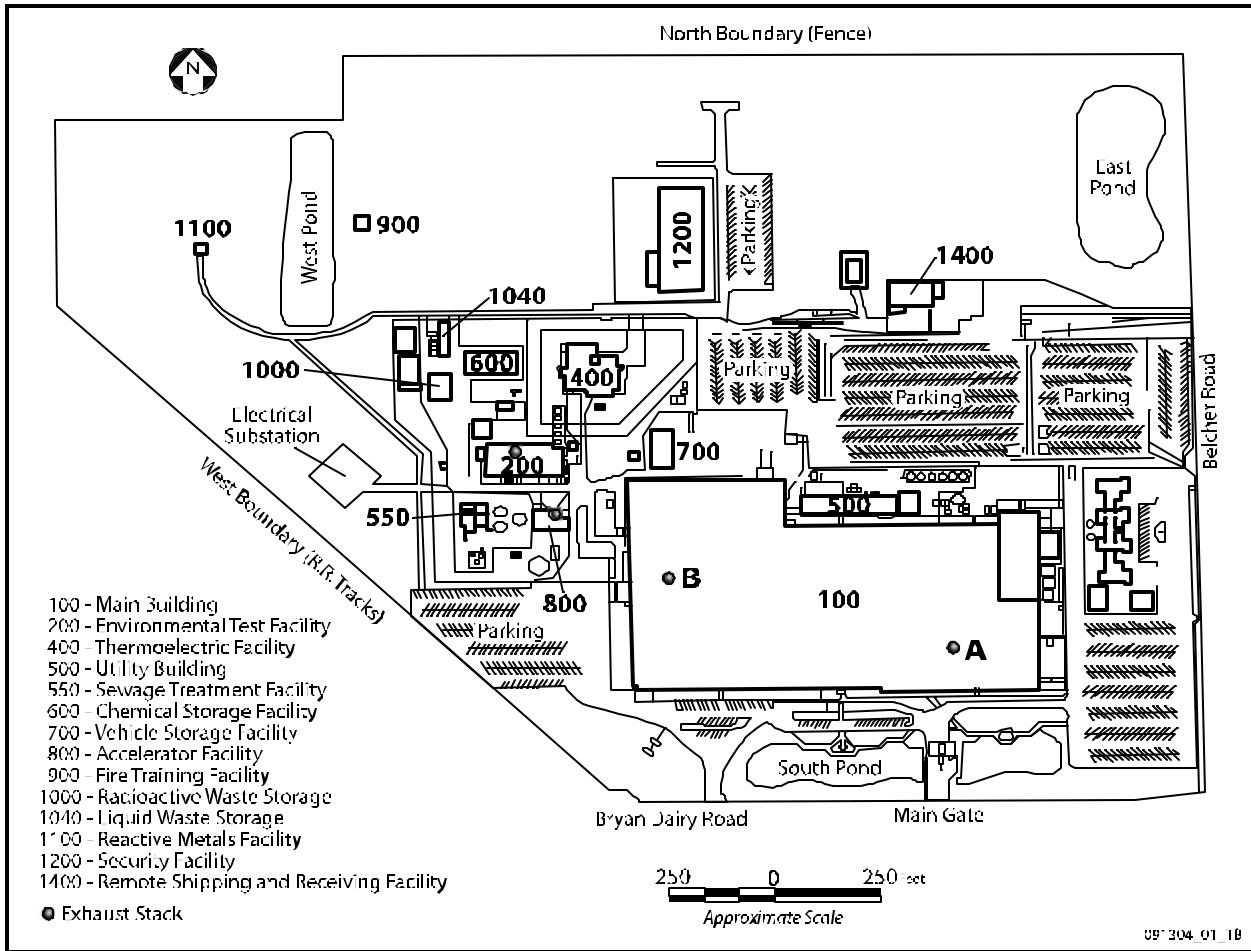 North Boundary (Fence)
N
East
Pond
West Pond
1100
900
1200
Parking
1400
1040
600
400
1000
Parking
Parking
Parking
Belcher Road
Electrical
Substation
200
700
West Boundary (R.R. Tracks)
550
500
800
B
100
A
Parking
100 - Main Building
200 - Environmental Test Facility
400 - Thermoelectric Facility
500 - Utility Building
550 - Sewage Treatment Facility
600 - Chemical Storage Facility
700 - Vehicle Storage Facility
800 - Accelerator Facility
900 - Fire Training Facility
1000 - Radioactive Waste Storage
1040 - Liquid Waste Storage
1100 - Reactive Metals Facility
1200 - Security Facility
1400 - Remote Shipping and Receiving Facility
Exhaust Stack
South Pond
Bryan Dairy Road
Main Gate
250 0 250 Feet
Approximate Scale
091304_01_TB